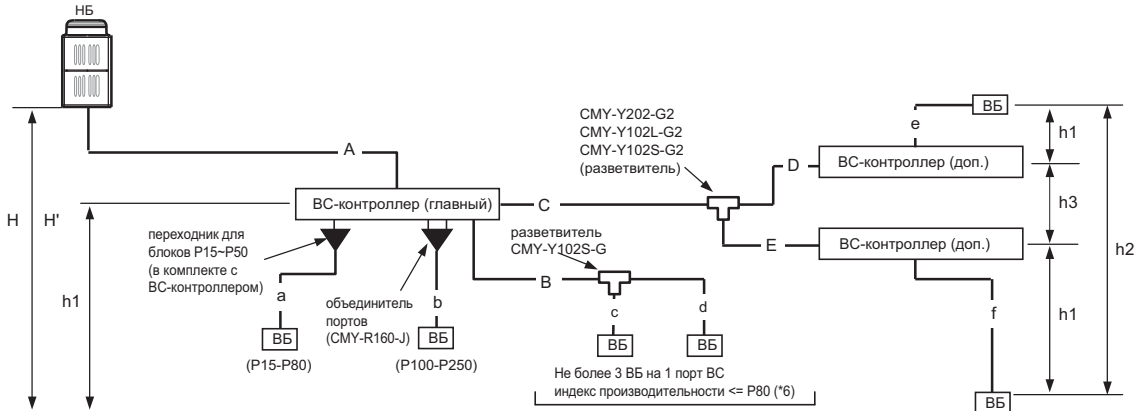 НБ
A
H
H'
h1
ВС-контроллер (главный)
C
CMY-Y202-G2
CMY-Y102L-G2
CMY-Y102S-G2
(разветвитель)
D
E
e
ВБ
ВС-контроллер (доп.)
ВС-контроллер (доп.)
h1
h3
h1
h2
f
ВБ
переходник для
блоков P15~P50
(в комплекте с
ВС-контроллером)
a
ВБ
(P15-P80)
объединитель
портов
(CMY-R160-J)
b
ВБ
(P100-P250)
B
разветвитель
CMY-Y102S-G
c
d
ВБ
ВБ
Не более 3 ВБ на 1 порт ВС
индекс производительности <= P80 (*6)